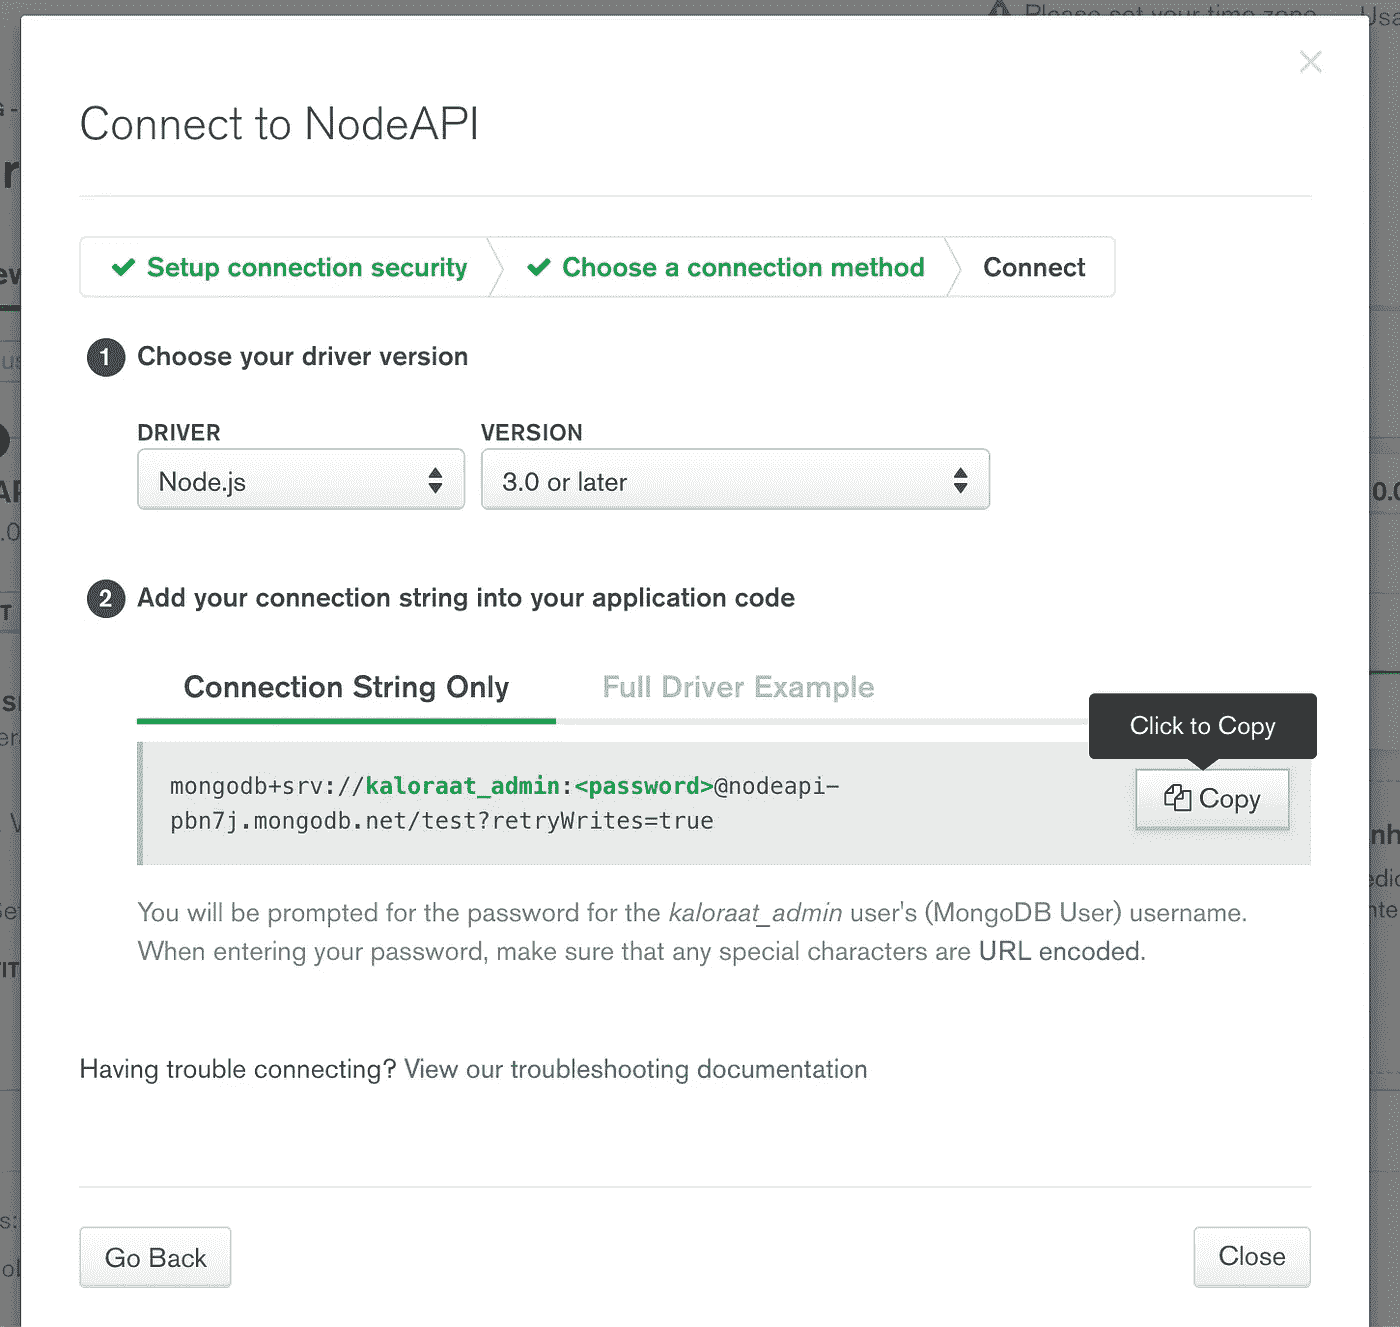 Please set your time zone
Connect to NodeAPI
Setup connection security
Choose a connection method
Connect
1
Choose your driver version
DRIVER
VERSION
Node.js
3.0 or later
2
Add your connection string into your application code
Connection String Only
Full Driver Example
Click to Copy
mongodb+srv://kaloraat_admin:<password>@nodeapi-
pbn7j.mongodb.net/test?retryWrites=true
Copy
You will be prompted for the password for the kaloraat_admin user's (MongoDB User) username.
When entering your password, make sure that any special characters are URL encoded.
Having trouble connecting? View our troubleshooting documentation
Go Back
Close